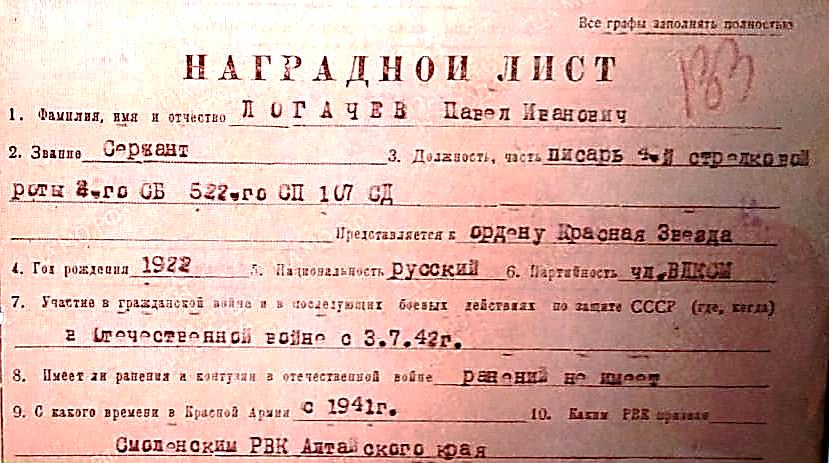 Все графы заполнять полностью
НАГРАДНОЙ ЛИСТ
133
1. Фамилия, имя и отчество ЛОГАЧЕВ Павел Иванович
2. Звание Сержант 3. Должность, часть писарь 4.й стрелковой
роты 2.го СБ 522.го СП 107 СД
Представляется к ордену Красная Звезда
4. Год рождения 1922 5. Национальность русский 6. Партийность чл.ВЛКСМ
7. Участие в гражданской войне и в последующих боевых действиях по защите СССР (где, когда)
в Отечественной войне с 3.7.42г.
8. Имеет ли ранения и контузии в отечественной войне ранений не имеет
9. С какого времени в Красной Армии с 1941г. 10. Каким РВК призван
Смоленским РВК Алтайского края